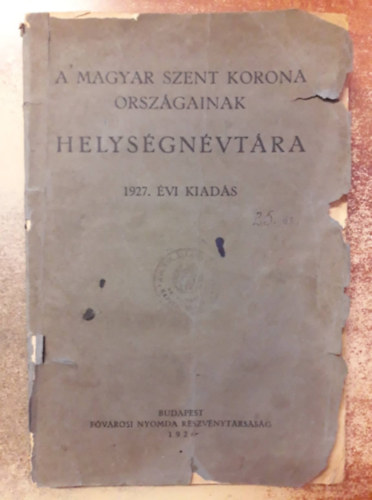 A MAGYAR SZENT KORONA
ORSZÁGAINAK
HELYSÉGNÉVTÁRA
1927. ÉVI KIADÁS
BUDAPEST
FŐVÁROSI NYOMDA RÉSZVÉNYTÁRSASÁG